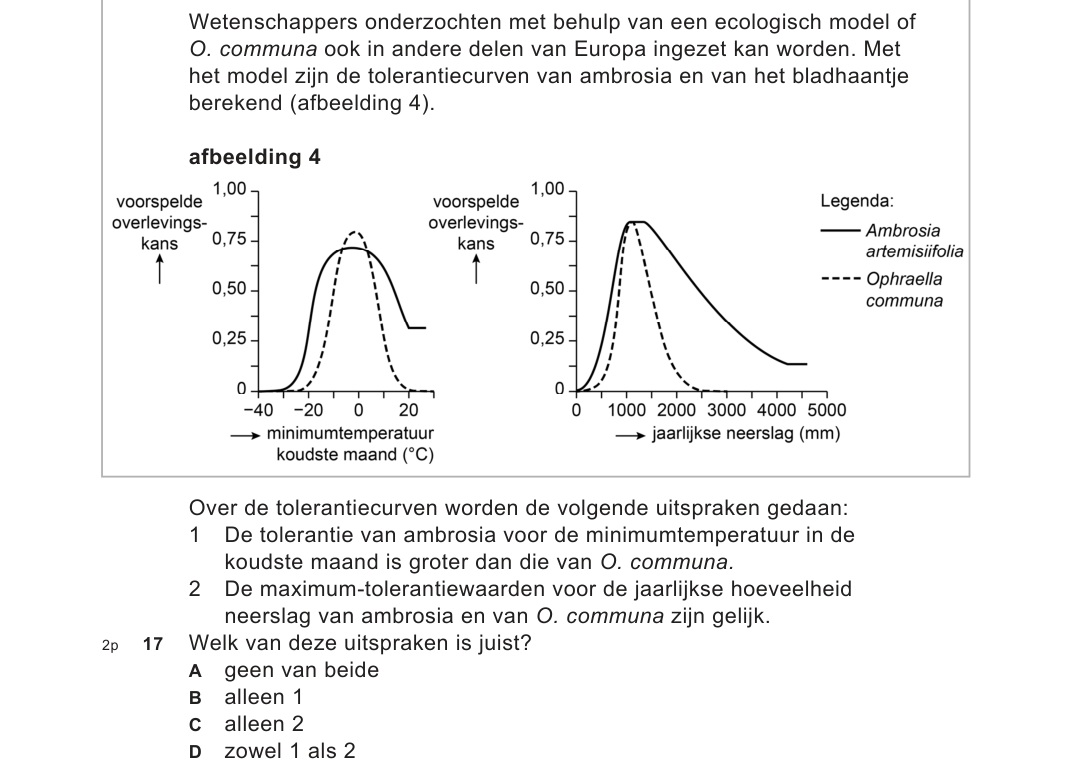 Wetenschappers onderzochten met behulp van een ecologisch model of
O. communa ook in andere delen van Europa ingezet kan worden. Met
het model zijn de tolerantiecurven van ambrosia en van het bladhaantje
berekend (afbeelding 4).
afbeelding 4
voorspelde
overlevings-
kans
1,00
0,75
0,50
0,25
0
−40 −20 0 20
minimumtemperatuur
koudste maand (°C)
voorspelde
overlevings-
kans
1,00
0,75
0,50
0,25
0
0 1000 2000 3000 4000 5000
jaarlijkse neerslag (mm)
Legenda:
Ambrosia
artemisiifolia
Ophraella
communa
Over de tolerantiecurven worden de volgende uitspraken gedaan:
1 De tolerantie van ambrosia voor de minimumtemperatuur in de
koudste maand is groter dan die van O. communa.
2 De maximum-tolerantiewaarden voor de jaarlijkse hoeveelheid
neerslag van ambrosia en van O. communa zijn gelijk.
2p 17 Welk van deze uitspraken is juist?
A geen van beide
B alleen 1
C alleen 2
D zowel 1 als 2